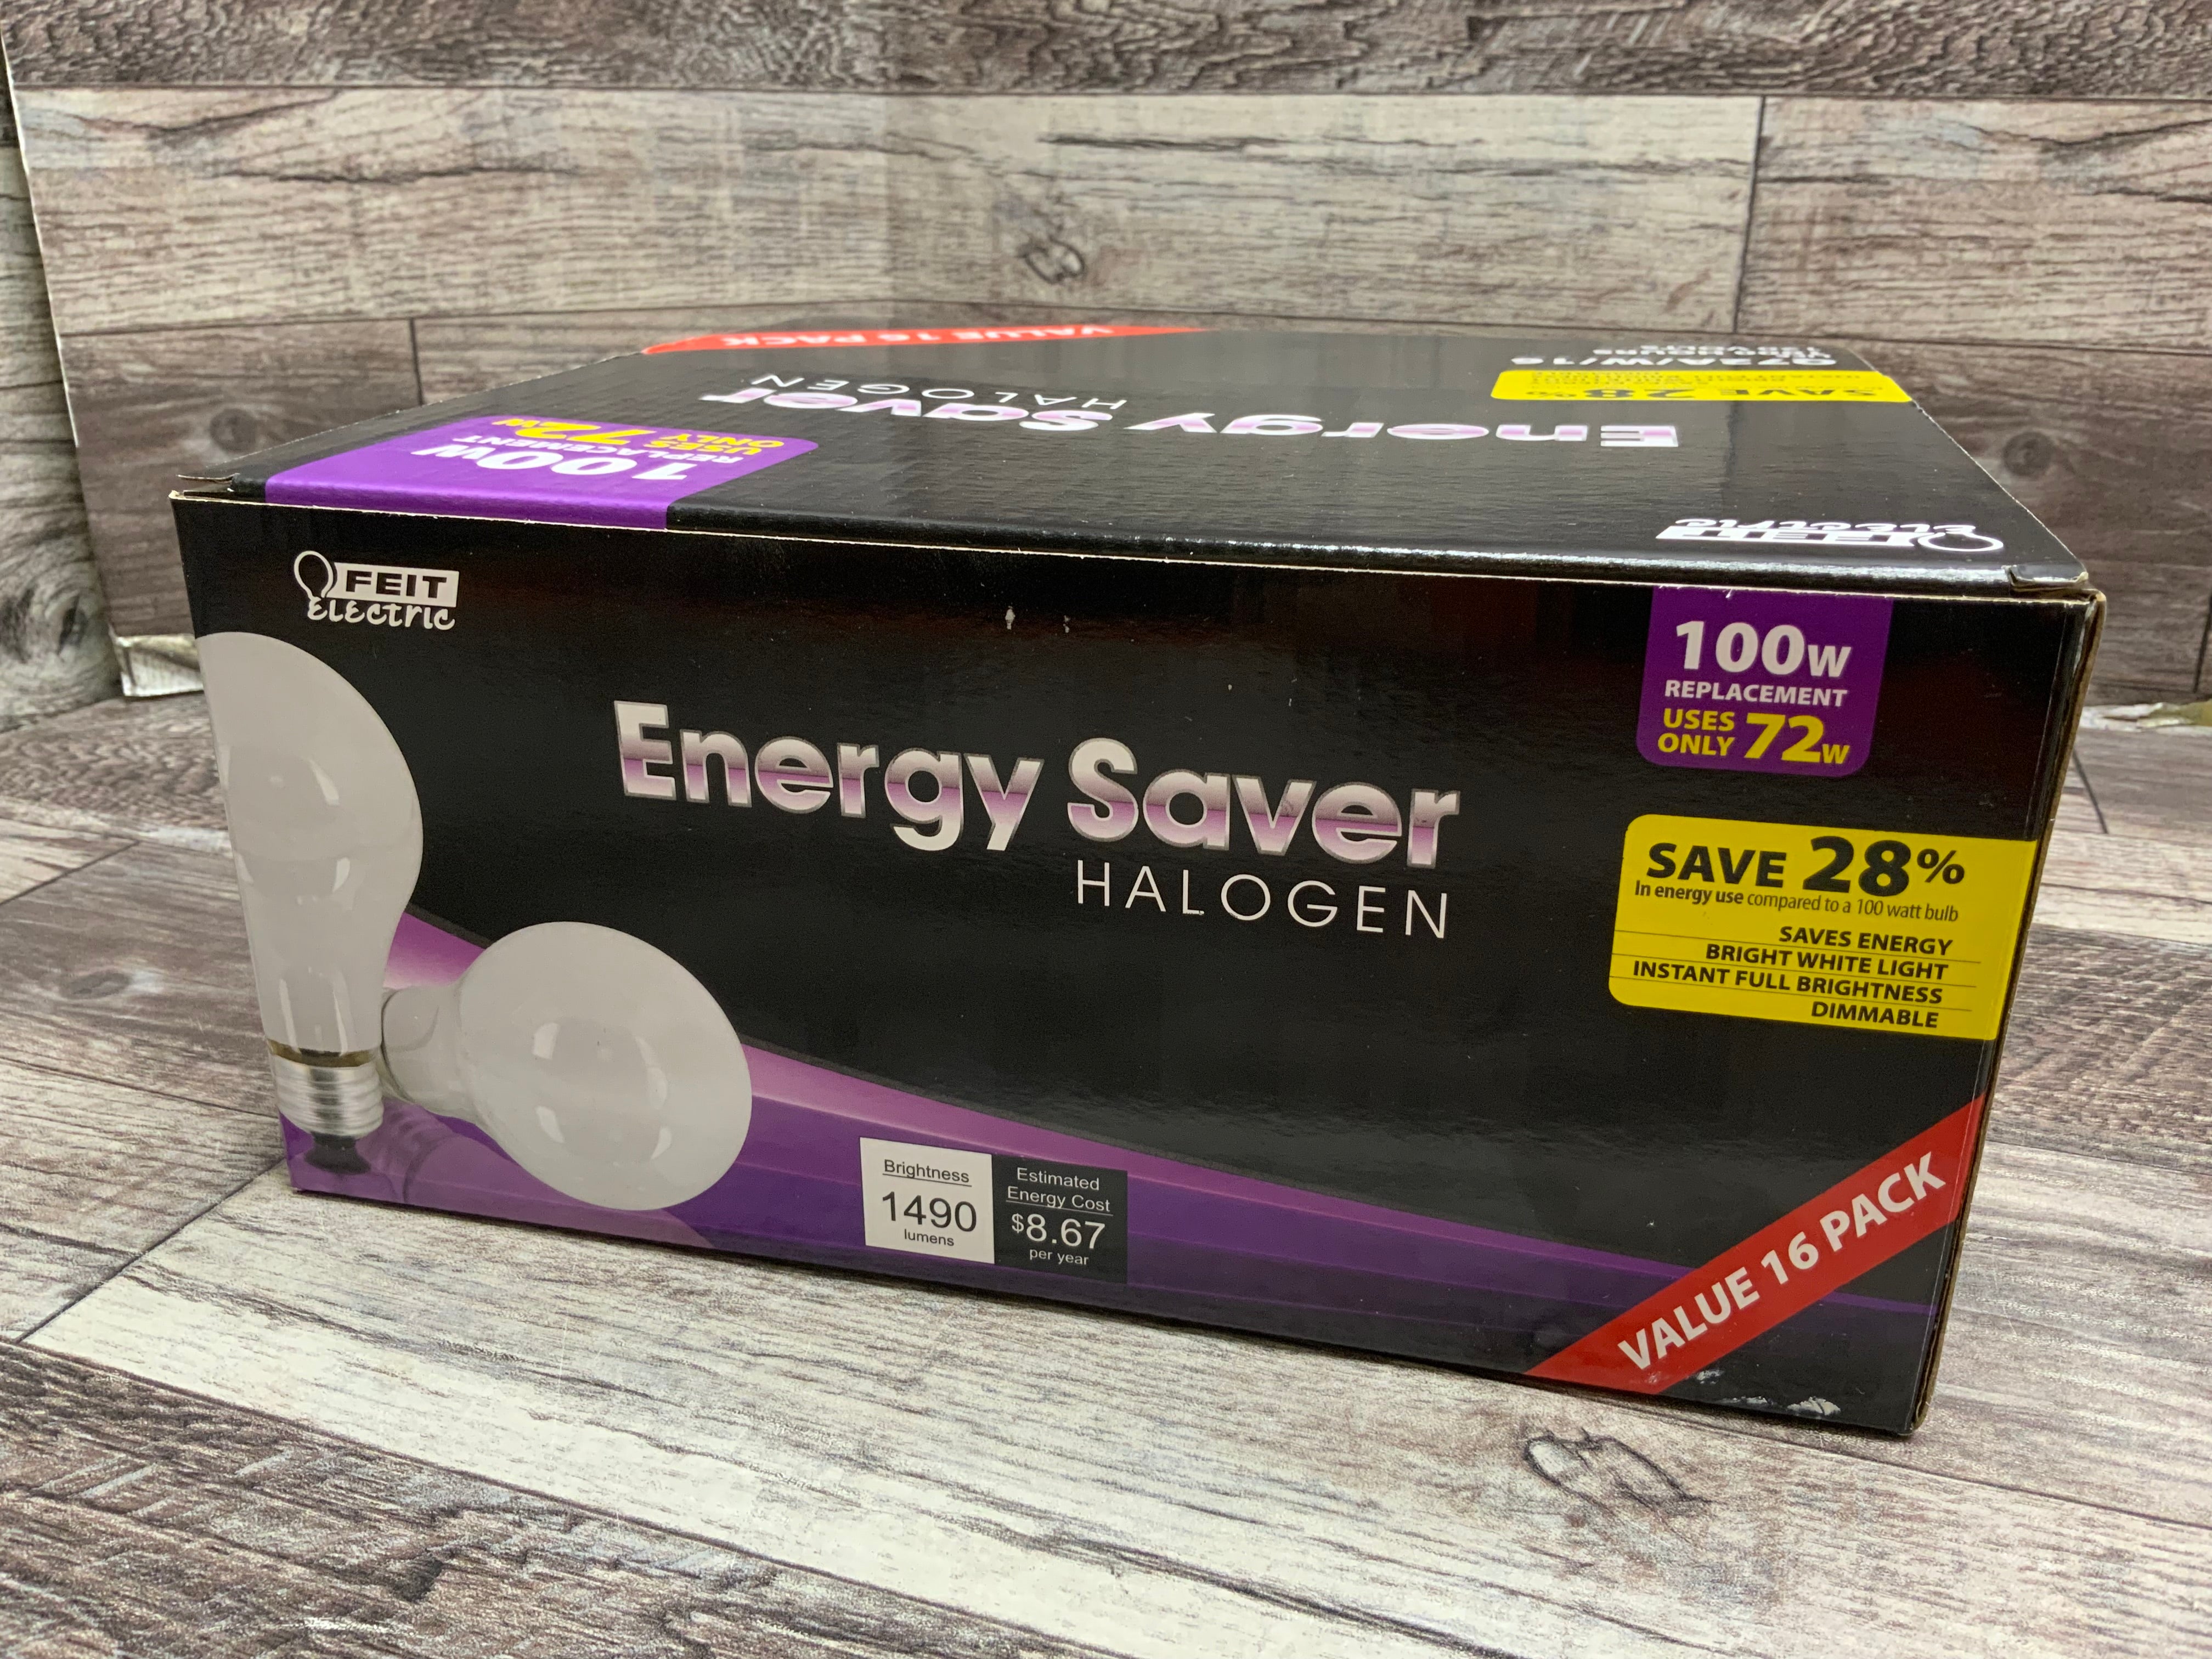 VALUE 16 PACK
Q72A/W/16
SAVE 28%
Energy Saver
HALOGEN
100W
REPLACEMENT
USES
ONLY 72W
FEIT
ELECTRIC
FEIT
ELECTRIC
Energy Saver
HALOGEN
100W
REPLACEMENT
USES
ONLY 72W
SAVE 28%
In energy use compared to a 100 watt bulb
SAVES ENERGY
BRIGHT WHITE LIGHT
INSTANT FULL BRIGHTNESS
DIMMABLE
Brightness
1490
lumens
Estimated
Energy Cost
$8.67
per year
VALUE 16 PACK